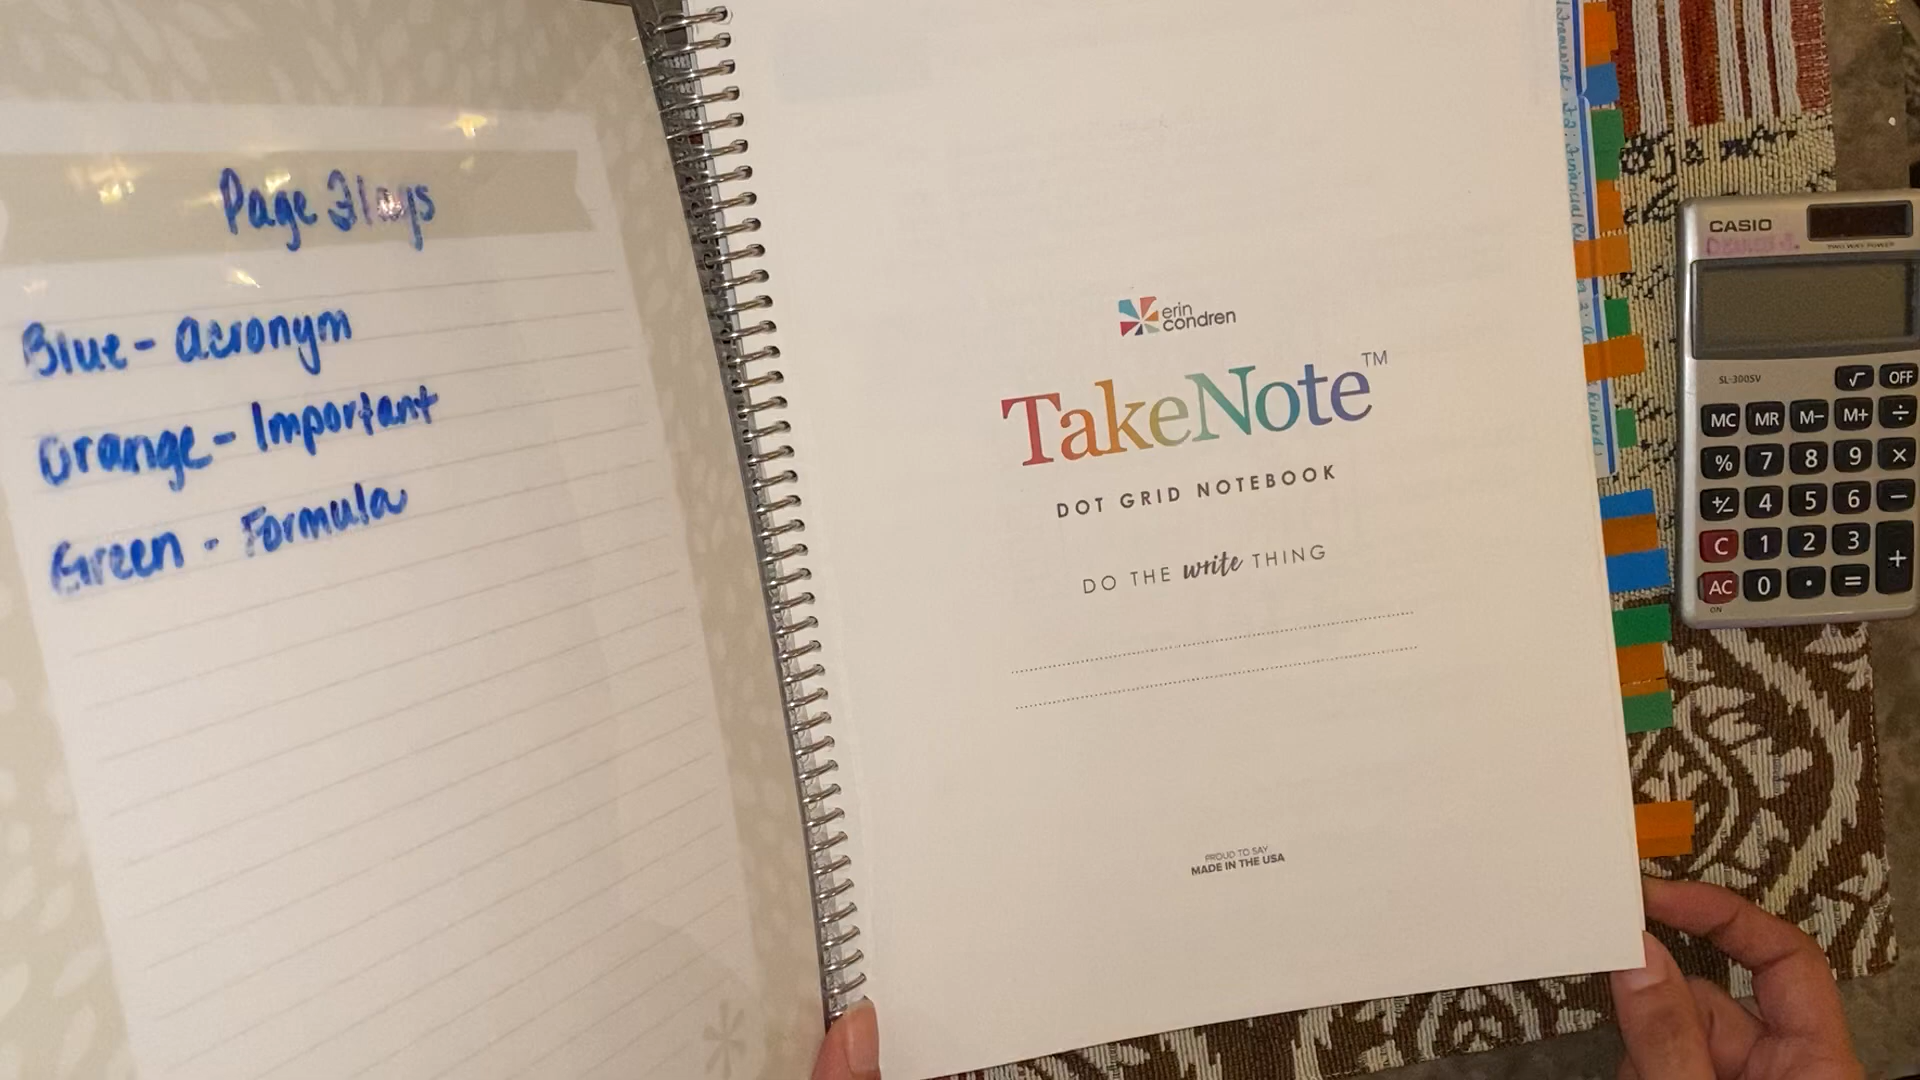 Page Flags
Blue - acronym
Orange - Important
Green - Formula
erin
condren
TakeNote™
DOT GRID NOTEBOOK
DO THE write THING
PROUD TO SAY
MADE IN THE USA
Financial
CASIO
TWO WAY POWER
SL-300SV
√ OFF
MC MR M− M+ ÷
% 7 8 9 ×
+/− 4 5 6 −
C 1 2 3 +
AC 0 · =
ON